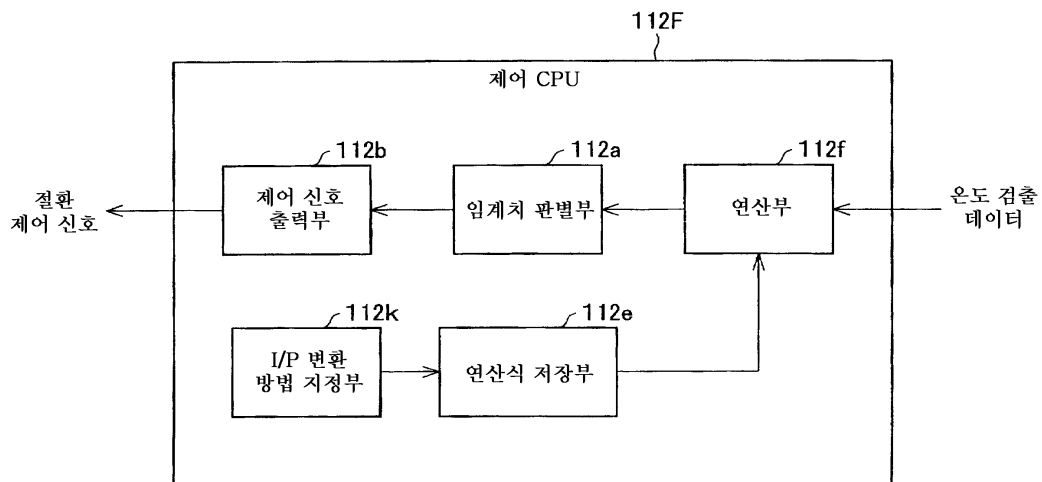 112F
제어 CPU
112b
112a
112f
절환
제어 신호
제어 신호
출력부
임계치 판별부
연산부
온도 검출
데이터
112k
112e
I/P 변환
방법 지정부
연산식 저장부